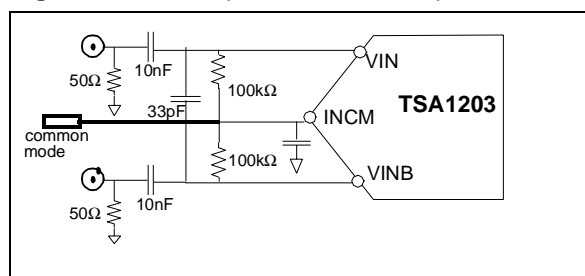 VIN
50Ω
10nF
100kΩ
TSA1203
33pF
INCM
common
mode
100kΩ
VINB
50Ω
10nF